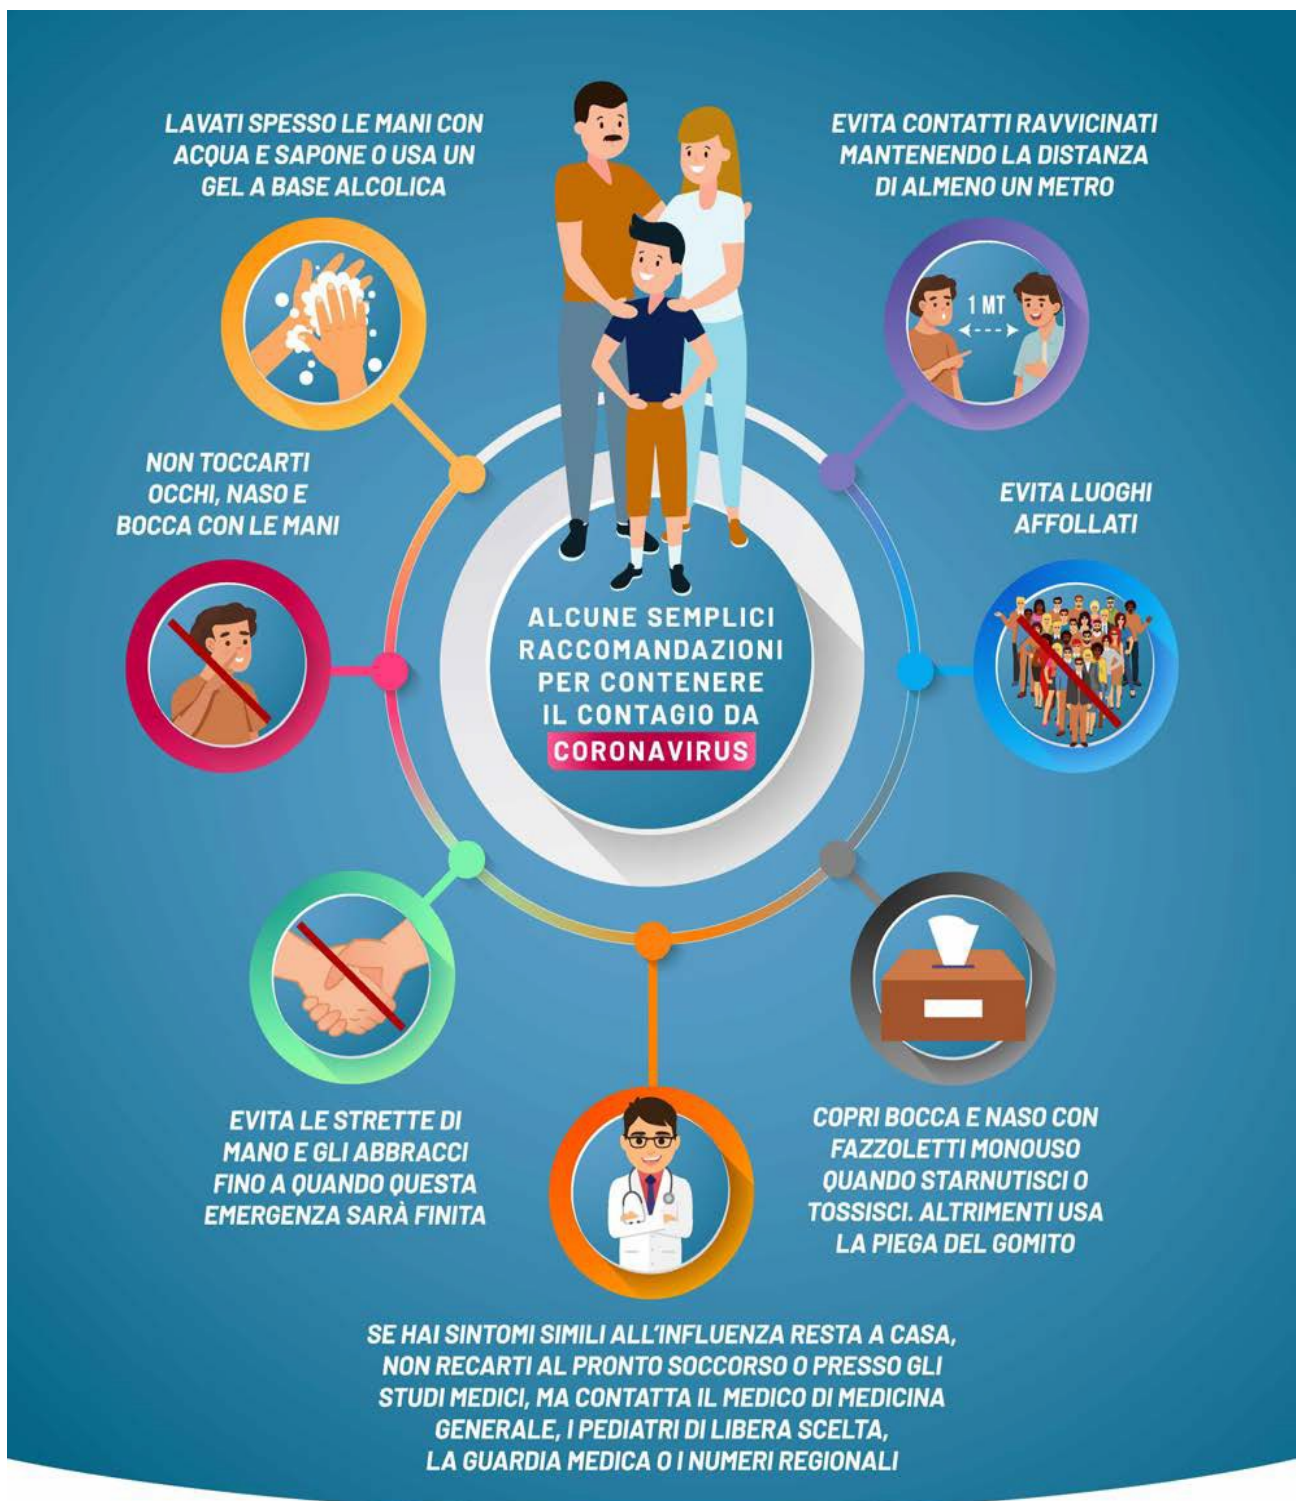 LAVATI SPESSO LE MANI CON
ACQUA E SAPONE O USA UN
GEL A BASE ALCOLICA
EVITA CONTATTI RAVVICINATI
MANTENENDO LA DISTANZA
DI ALMENO UN METRO
1 MT
NON TOCCARTI
OCCHI, NASO E
BOCCA CON LE MANI
EVITA LUOGHI
AFFOLLATI
ALCUNE SEMPLICI
RACCOMANDAZIONI
PER CONTENERE
IL CONTAGIO DA
CORONAVIRUS
EVITA LE STRETTE DI
MANO E GLI ABBRACCI
FINO A QUANDO QUESTA
EMERGENZA SARÀ FINITA
COPRI BOCCA E NASO CON
FAZZOLETTI MONOUSO
QUANDO STARNUTISCI O
TOSSISCI. ALTRIMENTI USA
LA PIEGA DEL GOMITO
SE HAI SINTOMI SIMILI ALL'INFLUENZA RESTA A CASA,
NON RECARTI AL PRONTO SOCCORSO O PRESSO GLI
STUDI MEDICI, MA CONTATTA IL MEDICO DI MEDICINA
GENERALE, I PEDIATRI DI LIBERA SCELTA,
LA GUARDIA MEDICA O I NUMERI REGIONALI